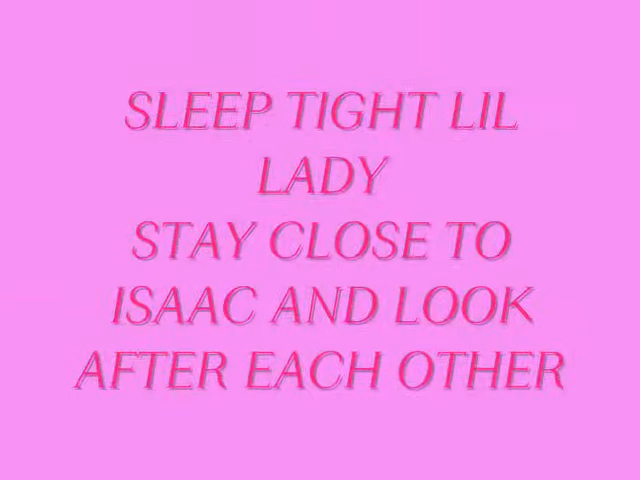 SLEEP TIGHT LIL
LADY
STAY CLOSE TO
ISAAC AND LOOK
AFTER EACH OTHER